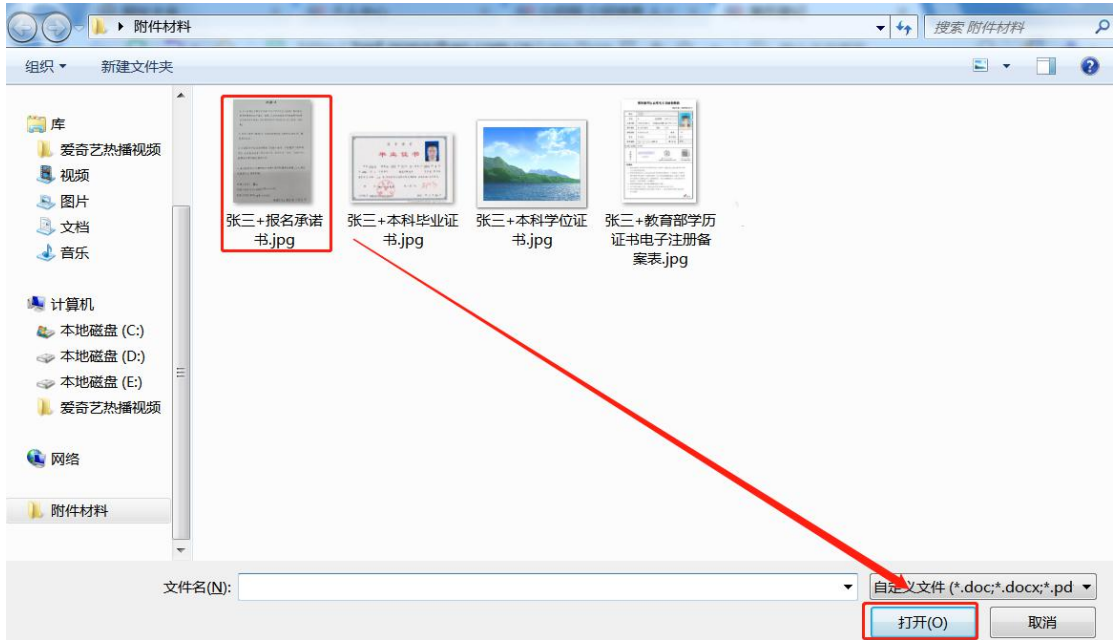 附件材料
搜索 附件材料
组织
新建文件夹
库
爱奇艺热播视频
视频
图片
文档
音乐
计算机
本地磁盘 (C:)
本地磁盘 (D:)
本地磁盘 (E:)
爱奇艺热播视频
网络
附件材料
毕业证书
张三+报名承诺
书.jpg
张三+本科毕业证
书.jpg
张三+本科学位证
书.jpg
张三+教育部学历
证书电子注册备
案表.jpg
文件名(N):
自定义文件 (*.doc;*.docx;*.pd
打开(O)
取消